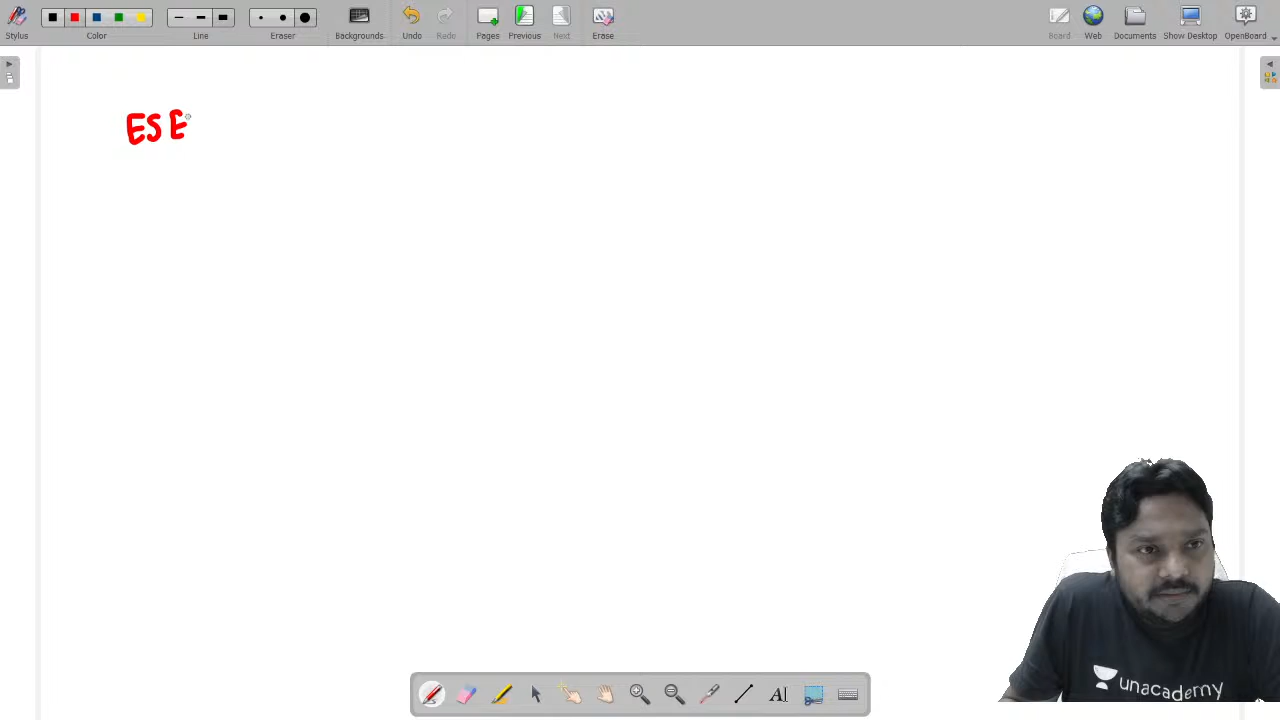 Stylus
Color
Line
Eraser
Backgrounds
Undo
Redo
Pages
Previous
Next
Erase
Board
Web
Documents
Show Desktop
OpenBoard
ESE
AI
unacademy